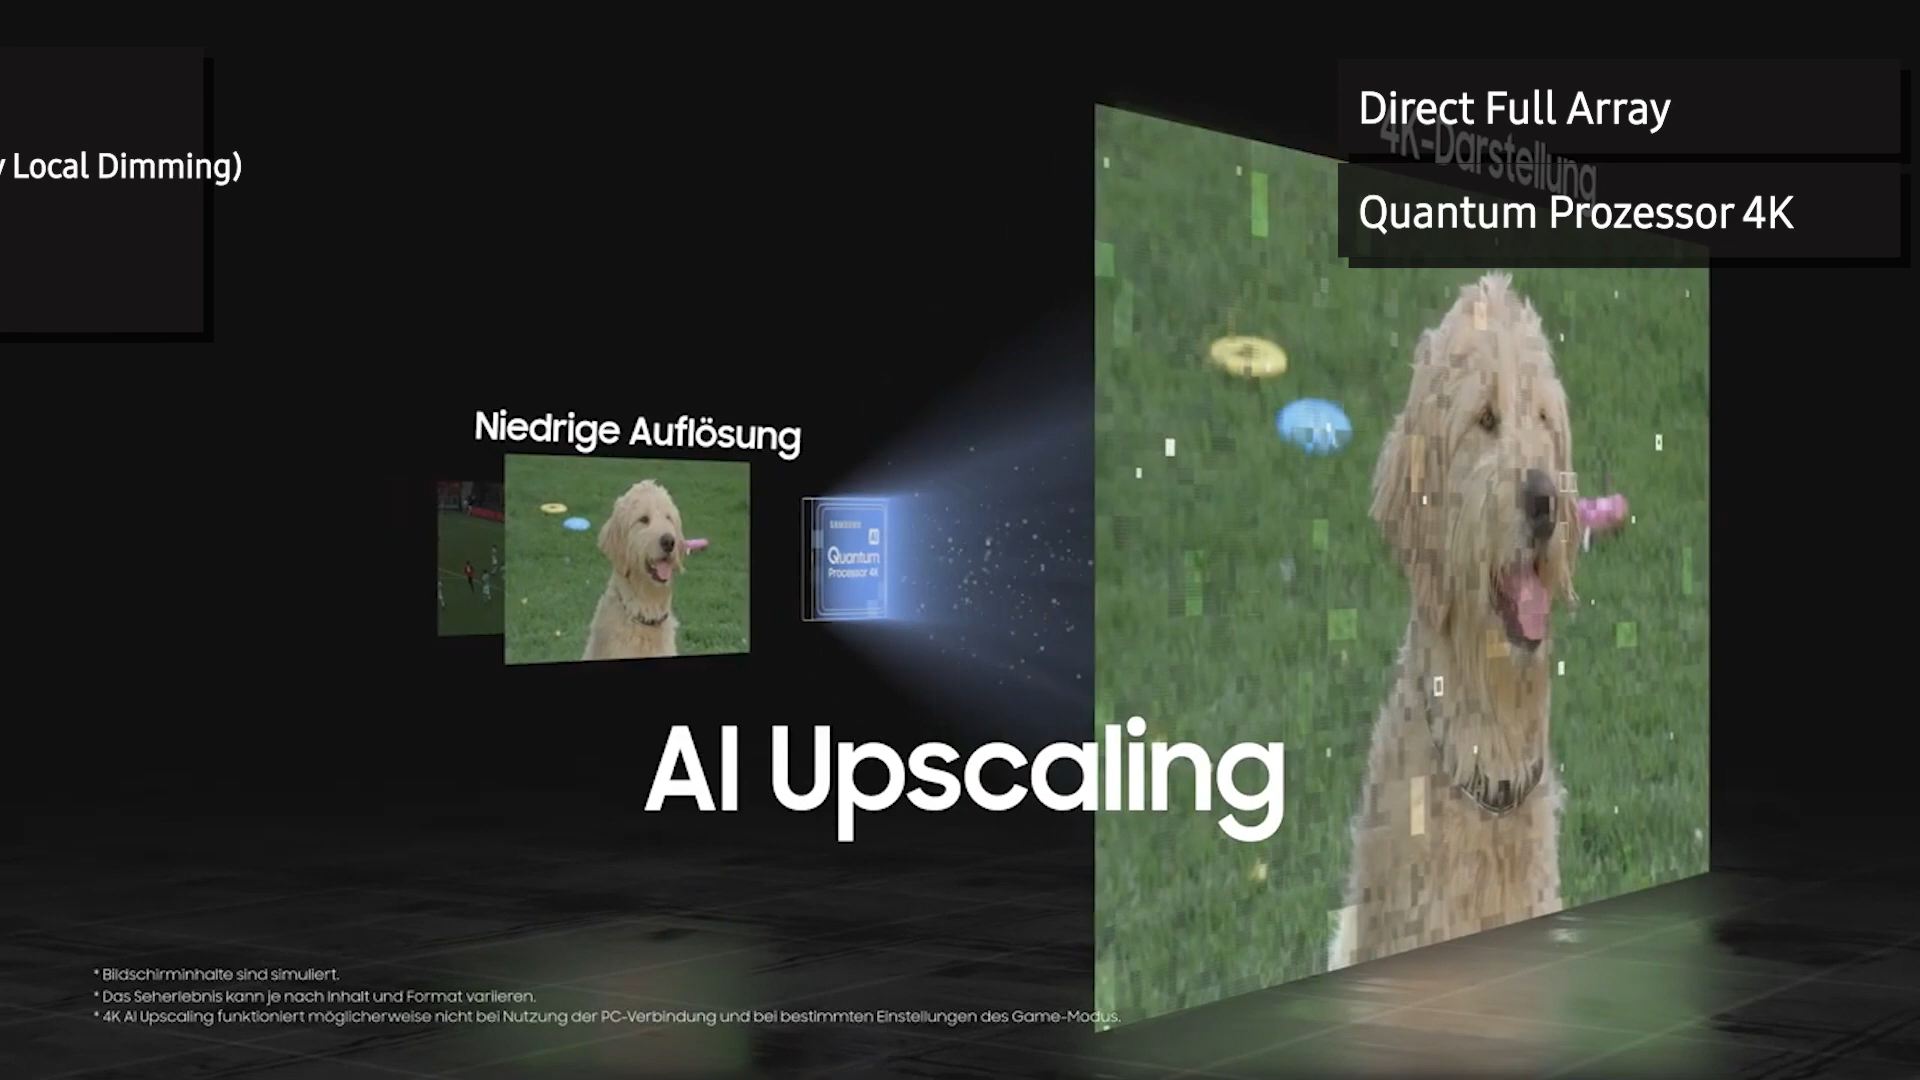 Direct Full Array
4K-Darstellung
Local Dimming)
Quantum Prozessor 4K
Niedrige Auflösung
SAMSUNG
AI
Quantum
Processor 4K
AI Upscaling
* Bildschirminhalte sind simuliert.
* Das Seherlebnis kann je nach Inhalt und Format variieren.
* 4K AI Upscaling funktioniert möglicherweise nicht bei Nutzung der PC-Verbindung und bei bestimmten Einstellungen des Game-Modus.